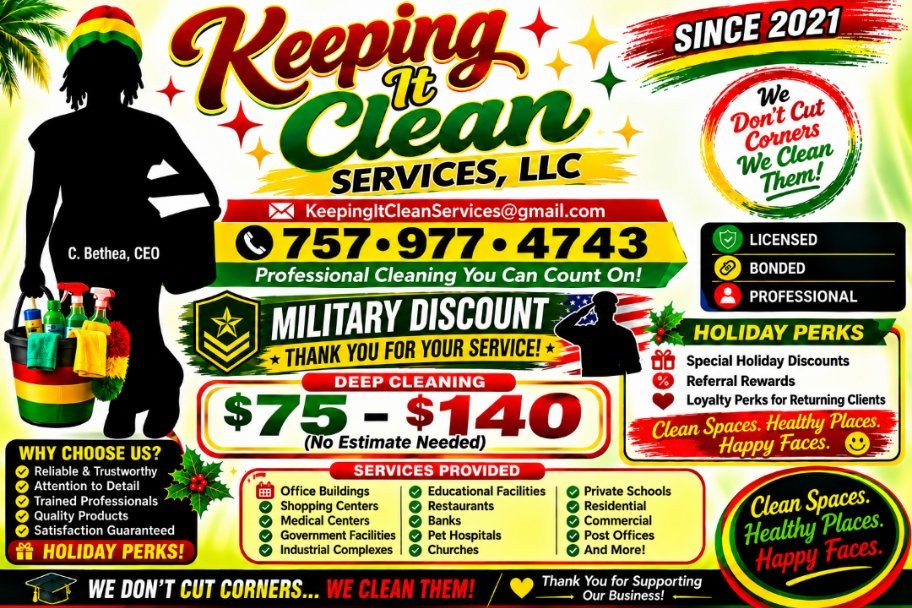 Keeping
It
Clean
SERVICES, LLC
SINCE 2021
We
Don't Cut
Corners
We Clean
Them!
KeepingItCleanServices@gmail.com
757•977•4743
Professional Cleaning You Can Count On!
C. Bethea, CEO
LICENSED
BONDED
PROFESSIONAL
MILITARY DISCOUNT
★ THANK YOU FOR YOUR SERVICE! ★
HOLIDAY PERKS
Special Holiday Discounts
Referral Rewards
Loyalty Perks for Returning Clients
Clean Spaces. Healthy Places.
Happy Faces.
DEEP CLEANING
$75 - $140
(No Estimate Needed)
WHY CHOOSE US?
Reliable & Trustworthy
Attention to Detail
Trained Professionals
Quality Products
Satisfaction Guaranteed
HOLIDAY PERKS!
SERVICES PROVIDED
Office Buildings
Shopping Centers
Medical Centers
Government Facilities
Industrial Complexes
Educational Facilities
Restaurants
Banks
Pet Hospitals
Churches
Private Schools
Residential
Commercial
Post Offices
And More!
Clean Spaces.
Healthy Places.
Happy Faces.
WE DON'T CUT CORNERS... WE CLEAN THEM!
Thank You for Supporting
Our Business!